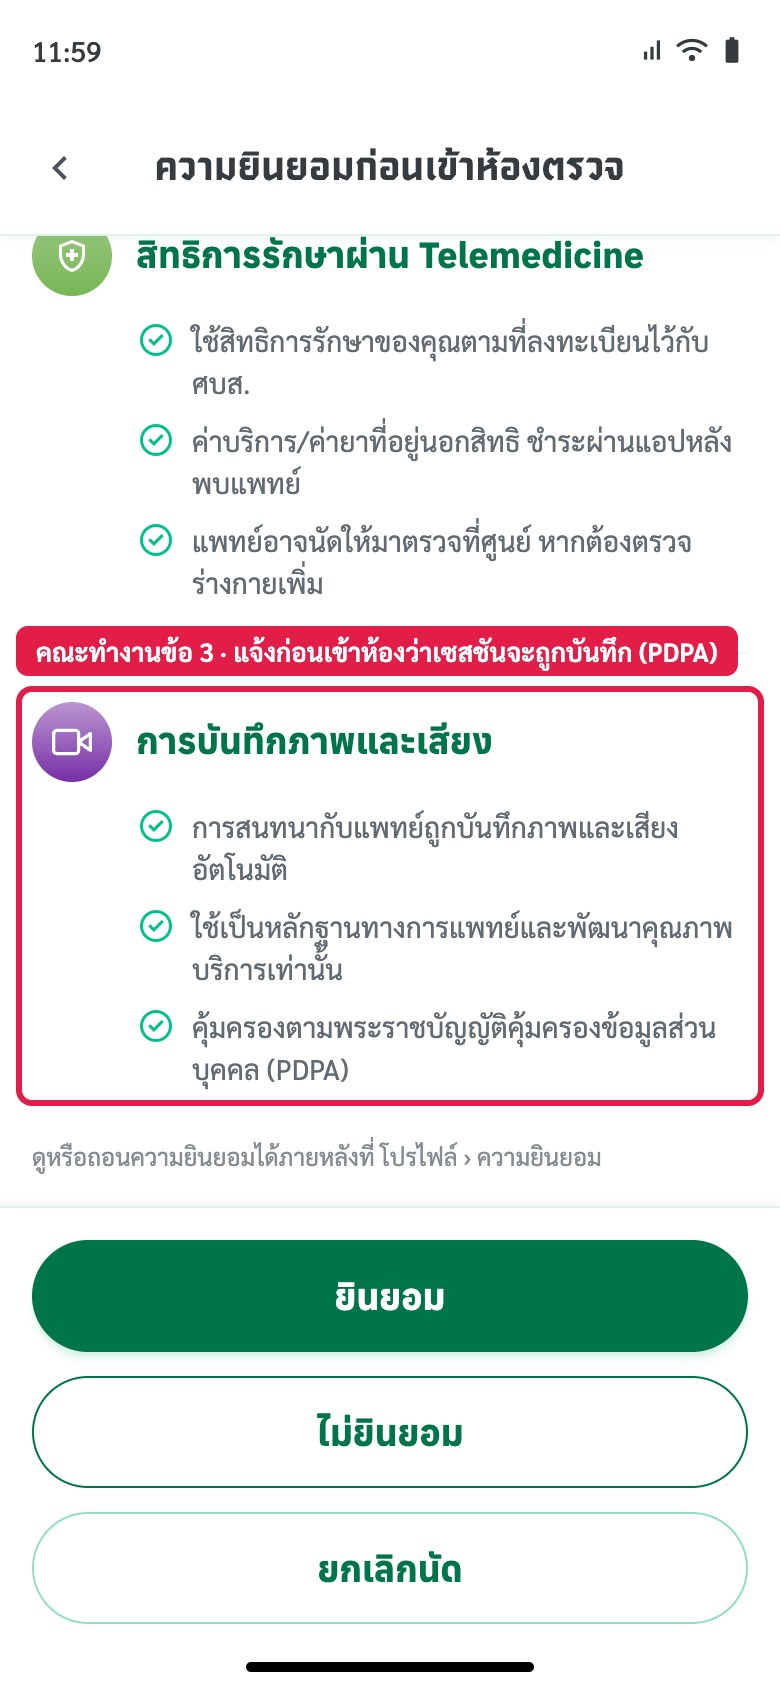 11:59
ความยินยอมก่อนเข้าห้องตรวจ
สิทธิการรักษาผ่าน Telemedicine
ใช้สิทธิการรักษาของคุณตามที่ลงทะเบียนไว้กับ
ศบส.
ค่าบริการ/ค่ายาที่อยู่นอกสิทธิ ชำระผ่านแอปหลัง
พบแพทย์
แพทย์อาจนัดให้มาตรวจที่ศูนย์ หากต้องตรวจ
ร่างกายเพิ่ม
คณะทำงานข้อ 3 · แจ้งก่อนเข้าห้องว่าเซสชันจะถูกบันทึก (PDPA)
การบันทึกภาพและเสียง
การสนทนากับแพทย์ถูกบันทึกภาพและเสียง
อัตโนมัติ
ใช้เป็นหลักฐานทางการแพทย์และพัฒนาคุณภาพ
บริการเท่านั้น
คุ้มครองตามพระราชบัญญัติคุ้มครองข้อมูลส่วน
บุคคล (PDPA)
ดูหรือถอนความยินยอมได้ภายหลังที่ โปรไฟล์ › ความยินยอม
ยินยอม
ไม่ยินยอม
ยกเลิกนัด